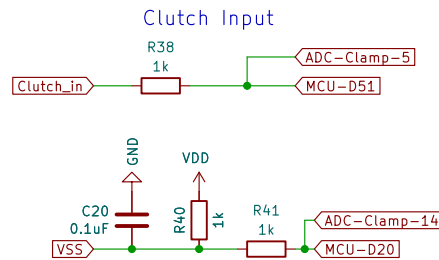 Clutch Input
R38
1k
ADC-Clamp-5
Clutch_in
MCU-D51
GND
VDD
C20
0.1uF
R40
1k
R41
1k
ADC-Clamp-14
VSS
MCU-D20